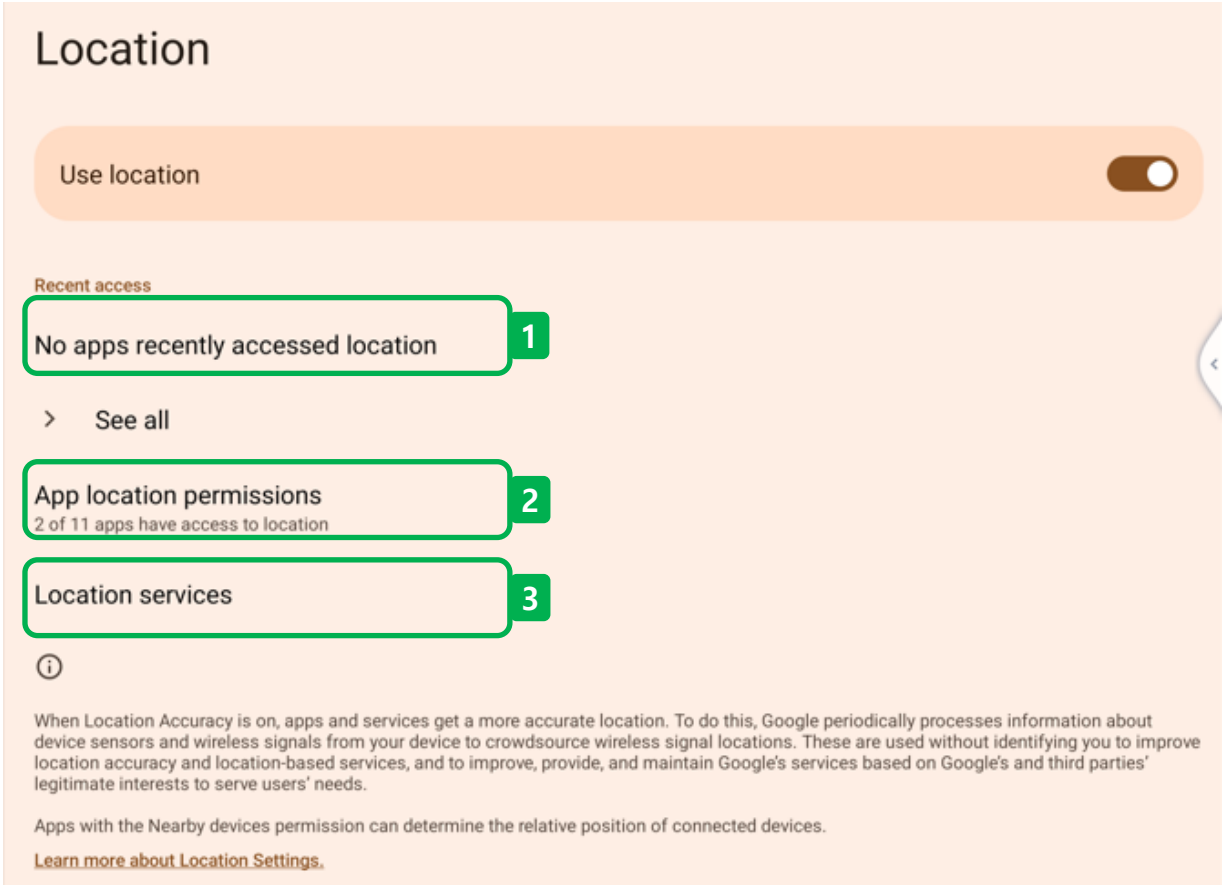 Location
Use location
Recent access
No apps recently accessed location
1
See all
App location permissions
2 of 11 apps have access to location
2
Location services
3
When Location Accuracy is on, apps and services get a more accurate location. To do this, Google periodically processes information about
device sensors and wireless signals from your device to crowdsource wireless signal locations. These are used without identifying you to improve
location accuracy and location-based services, and to improve, provide, and maintain Google's services based on Google's and third parties'
legitimate interests to serve users' needs.
Apps with the Nearby devices permission can determine the relative position of connected devices.
Learn more about Location Settings.